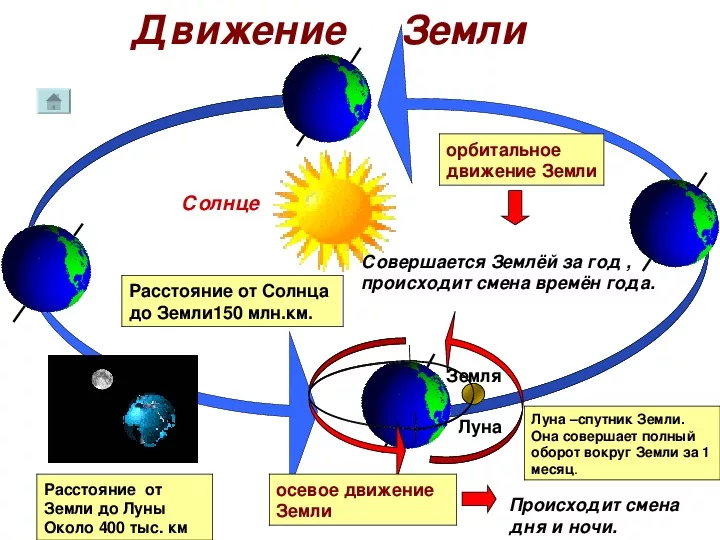 Движение Земли
орбитальное
движение Земли
Солнце
Совершается Землёй за год ,
происходит смена времён года.
Расстояние от Солнца
до Земли150 млн.км.
Земля
Луна
Луна –спутник Земли.
Она совершает полный
оборот вокруг Земли за 1
месяц.
Расстояние от
Земли до Луны
Около 400 тыс. км
осевое движение
Земли
Происходит смена
дня и ночи.